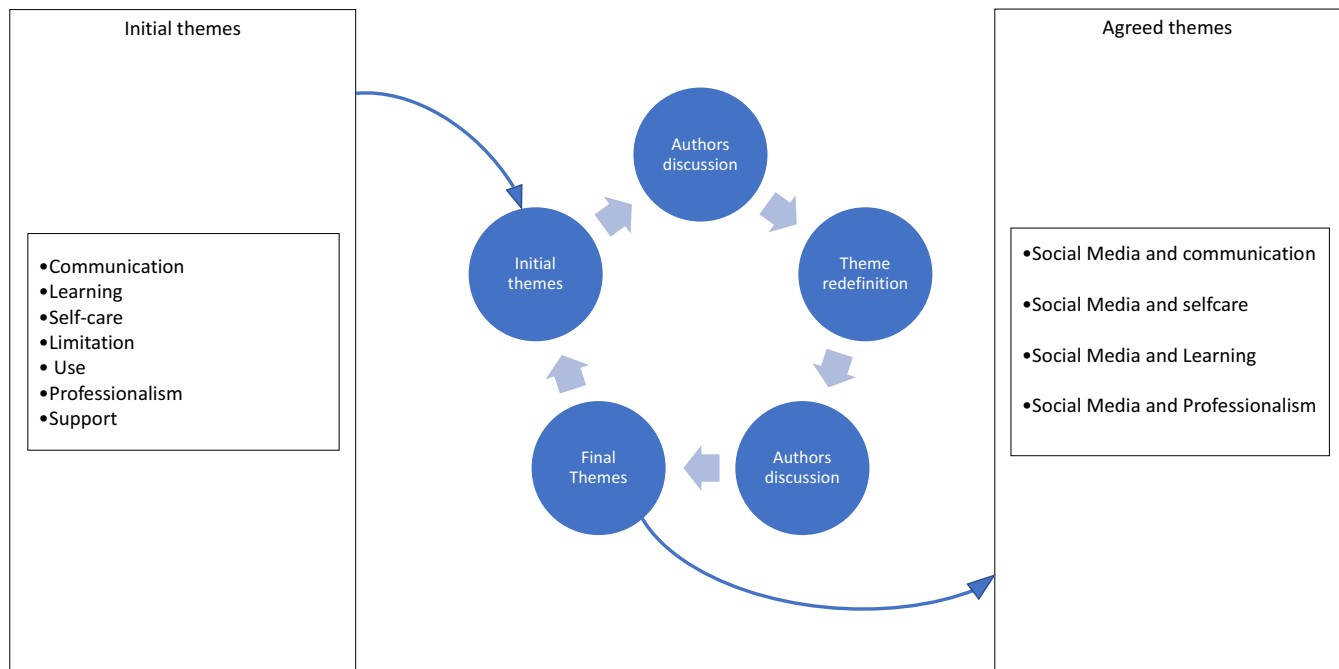 Initial themes
•Communication
•Learning
•Self-care
•Limitation
• Use
•Professionalism
•Support
Authors
discussion
Initial
themes
Theme
redefinition
Final
Themes
Authors
discussion
Agreed themes
•Social Media and communication
•Social Media and selfcare
•Social Media and Learning
•Social Media and Professionalism